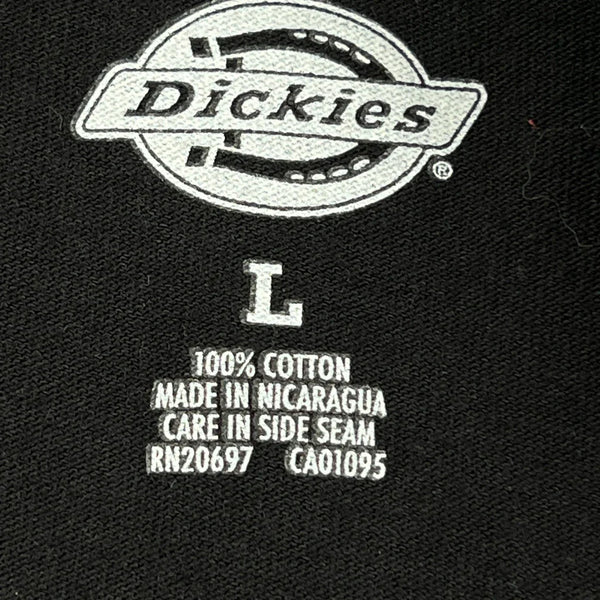 Dickies
®
L
100% COTTON
MADE IN NICARAGUA
CARE IN SIDE SEAM
RN20697 CA01095